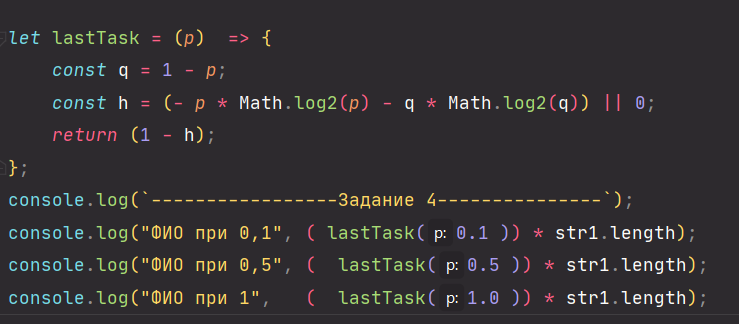 let lastTask = (p)  => {
    const q = 1 - p;
    const h = (- p * Math.log2(p) - q * Math.log2(q)) || 0;
    return (1 - h);
};
console.log(`-----------------Задание 4---------------`);
console.log("ФИО при 0,1", ( lastTask( p: 0.1 )) * str1.length);
console.log("ФИО при 0,5", (  lastTask( p: 0.5 )) * str1.length);
console.log("ФИО при 1",   (  lastTask( p: 1.0 )) * str1.length);